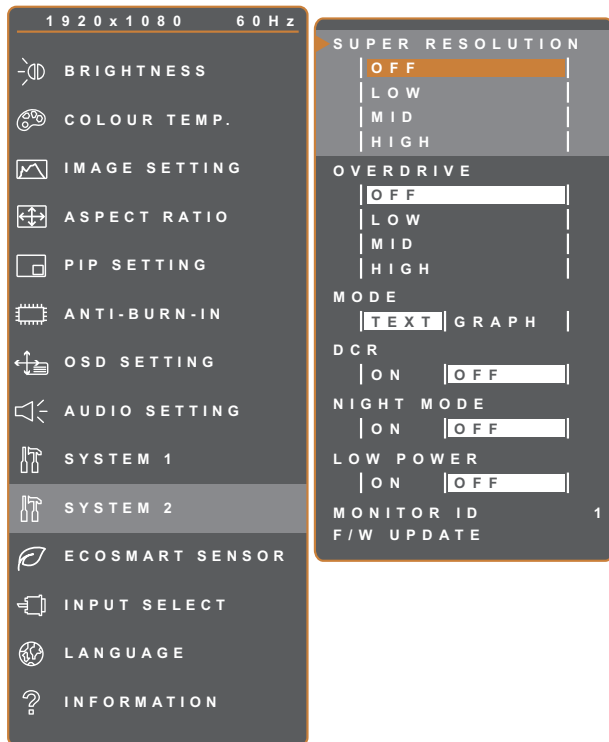 1920x1080 60Hz
BRIGHTNESS
COLOUR TEMP.
IMAGE SETTING
ASPECT RATIO
PIP SETTING
ANTI-BURN-IN
OSD SETTING
AUDIO SETTING
SYSTEM 1
SYSTEM 2
ECOSMART SENSOR
INPUT SELECT
LANGUAGE
INFORMATION
SUPER RESOLUTION
OFF
LOW
MID
HIGH
OVERDRIVE
OFF
LOW
MID
HIGH
MODE
TEXT GRAPH
DCR
ON OFF
NIGHT MODE
ON OFF
LOW POWER
ON OFF
MONITOR ID 1
F/W UPDATE